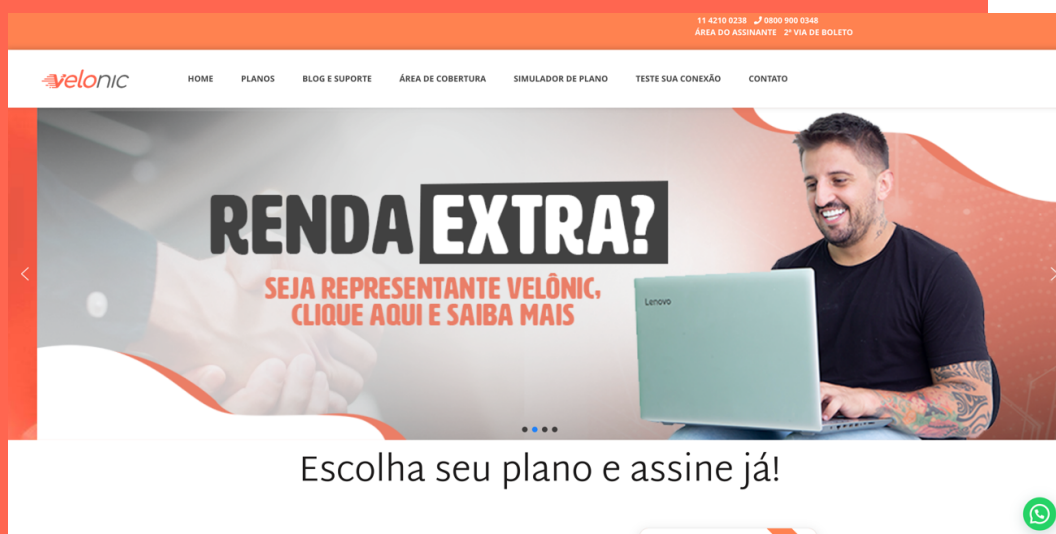 11 4210 0238 0800 900 0348
ÁREA DO ASSINANTE 2ª VIA DE BOLETO
velonic
HOME PLANOS BLOG E SUPORTE ÁREA DE COBERTURA SIMULADOR DE PLANO TESTE SUA CONEXÃO CONTATO
RENDA EXTRA?
SEJA REPRESENTANTE VELÔNIC,
CLIQUE AQUI E SAIBA MAIS
Lenovo
Escolha seu plano e assine já!